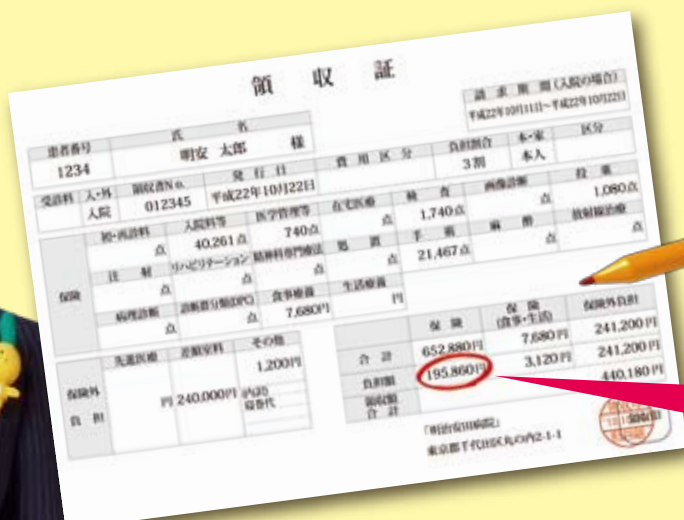 領収証
請求期間(入院の場合)
平成22年10月11日〜平成22年10月22日
患者番号 氏名
1234 明安 太郎 様
受診科 入・外 領収書No. 発行日 費用区分 負担割合 本・家 区分
入院 012345 平成22年10月22日 3割 本人
保険
初・再診料 入院料等 医学管理等 在宅医療 検査 画像診断 投薬
点 40,261点 740点 点 1,740点 点 1,080点
注射 リハビリテーション 精神科専門療法 処置 手術 麻酔 放射線治療
点 点 点 点 21,467点 点 点
病理診断 診断群分類(DPC) 食事療養 生活療養
点 点 7,680円 円
保険外負担
先進医療 差額室料 その他
円 240,000円 1,200円
(内訳)
寝巻代
保険 保険(食事・生活) 保険外負担
合計 652,880円 7,680円 241,200円
負担額 195,860円 3,120円 241,200円
領収額合計 440,180円
「明治安田病院」
東京都千代田区丸の内2-1-1